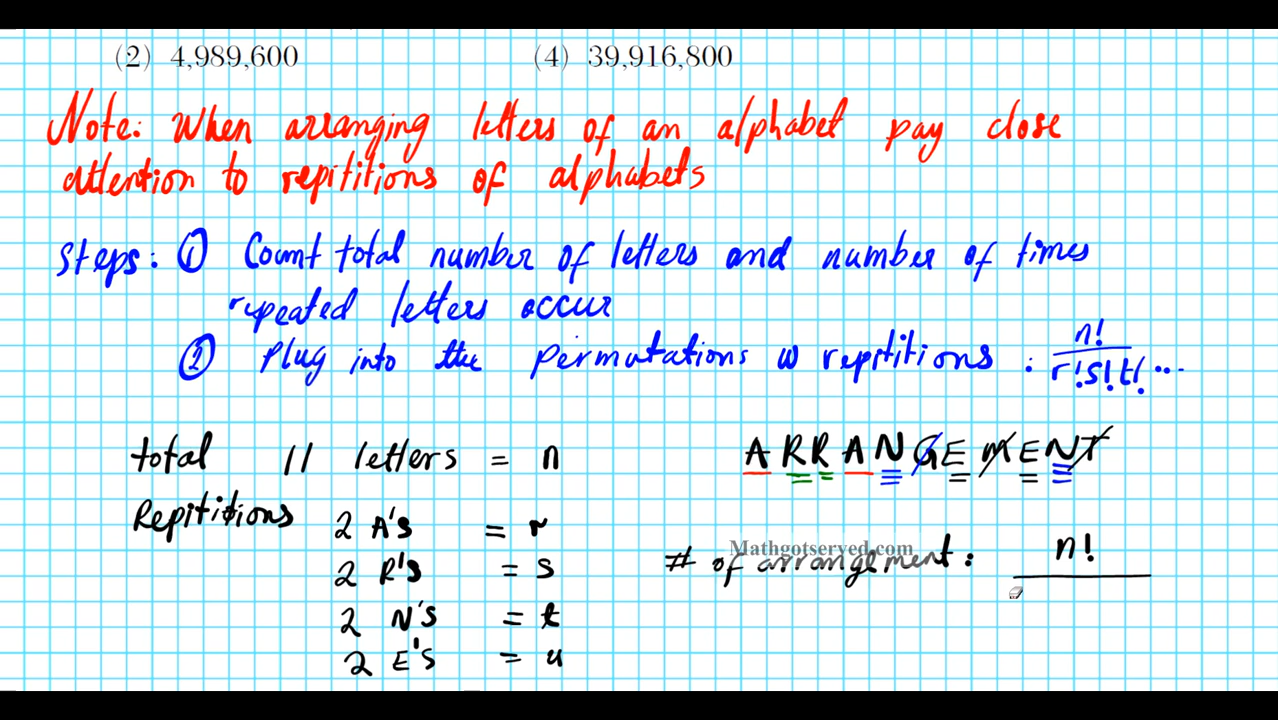 (2) 4,989,600
(4) 39,916,800
Note: When arranging letters of an alphabet pay close
attention to repititions of alphabets
Steps: ① Count total number of letters and number of times
repeated letters occur
② Plug into the permutations w repititions : n!
r!s!t!...
total 11 letters = n
ARRANGEMENT
Repititions
2 A's = r
2 R's = s
2 N's = t
2 E's = u
Mathgotserved.com
# of arrangement: n!